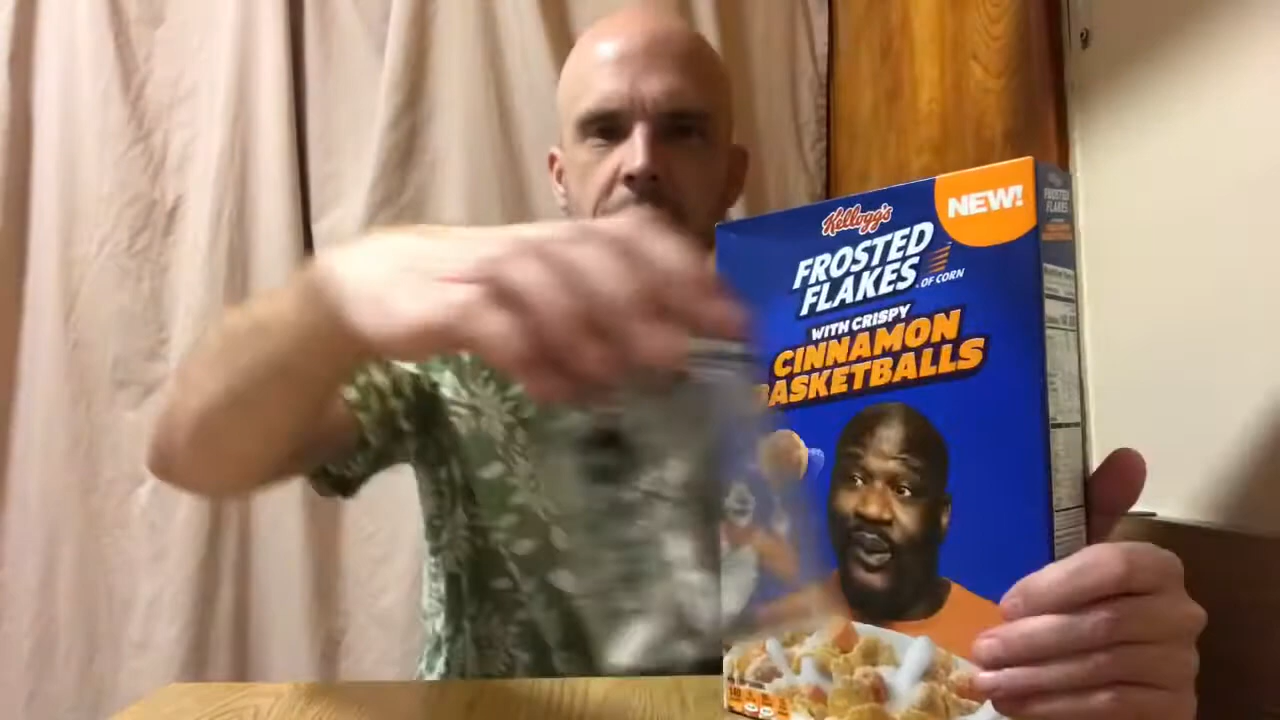 Kellogg's
NEW!
FROSTED
FLAKES
OF CORN
WITH CRISPY
CINNAMON
BASKETBALLS
FROSTED
FLAKES